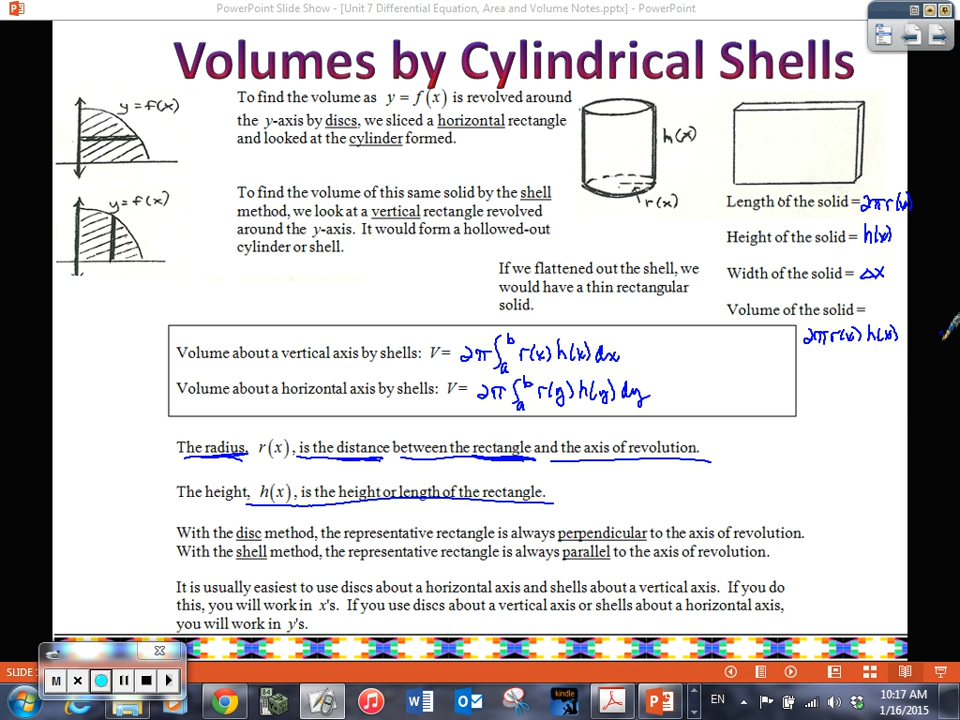 PowerPoint Slide Show - [Unit 7 Differential Equation, Area and Volume Notes.pptx] - PowerPoint
Volumes by Cylindrical Shells
y = f(x)
To find the volume as y = f(x) is revolved around
the y-axis by discs, we sliced a horizontal rectangle
and looked at the cylinder formed.
h(x)
r(x)
y = f(x)
To find the volume of this same solid by the shell
method, we look at a vertical rectangle revolved
around the y-axis. It would form a hollowed-out
cylinder or shell.
If we flattened out the shell, we
would have a thin rectangular
solid.
Length of the solid = 2πr(x)
Height of the solid = h(x)
Width of the solid = Δx
Volume of the solid =
2πr(x) h(x)
Volume about a vertical axis by shells: V = 2π∫ₐᵇ r(x) h(x) dx
Volume about a horizontal axis by shells: V = 2π∫ₐᵇ r(y) h(y) dy
The radius, r(x), is the distance between the rectangle and the axis of revolution.
The height, h(x), is the height or length of the rectangle.
With the disc method, the representative rectangle is always perpendicular to the axis of revolution.
With the shell method, the representative rectangle is always parallel to the axis of revolution.
It is usually easiest to use discs about a horizontal axis and shells about a vertical axis. If you do
this, you will work in x's. If you use discs about a vertical axis or shells about a horizontal axis,
you will work in y's.
M
SLIDE
kindle
EN
10:17 AM
1/16/2015